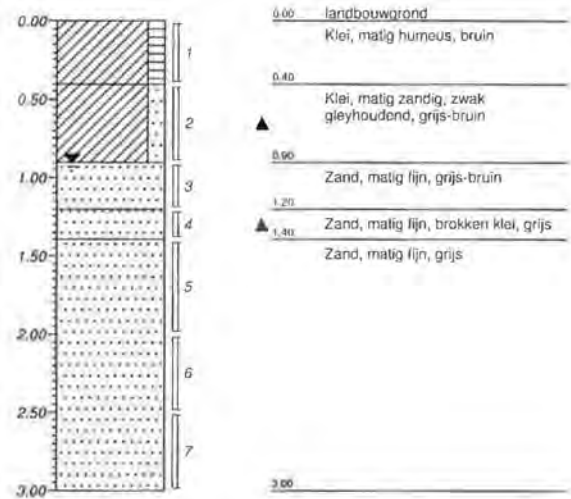 0.00
0.50
1.00
1.50
2.00
2.50
3.00
1
2
3
4
5
6
7
0.00 landbouwgrond
Klei, matig humeus, bruin
0.40
Klei, matig zandig, zwak
gleyhoudend, grijs-bruin
0.90
Zand, matig fijn, grijs-bruin
1.20
Zand, matig fijn, brokken klei, grijs
1.40
Zand, matig fijn, grijs
3.00